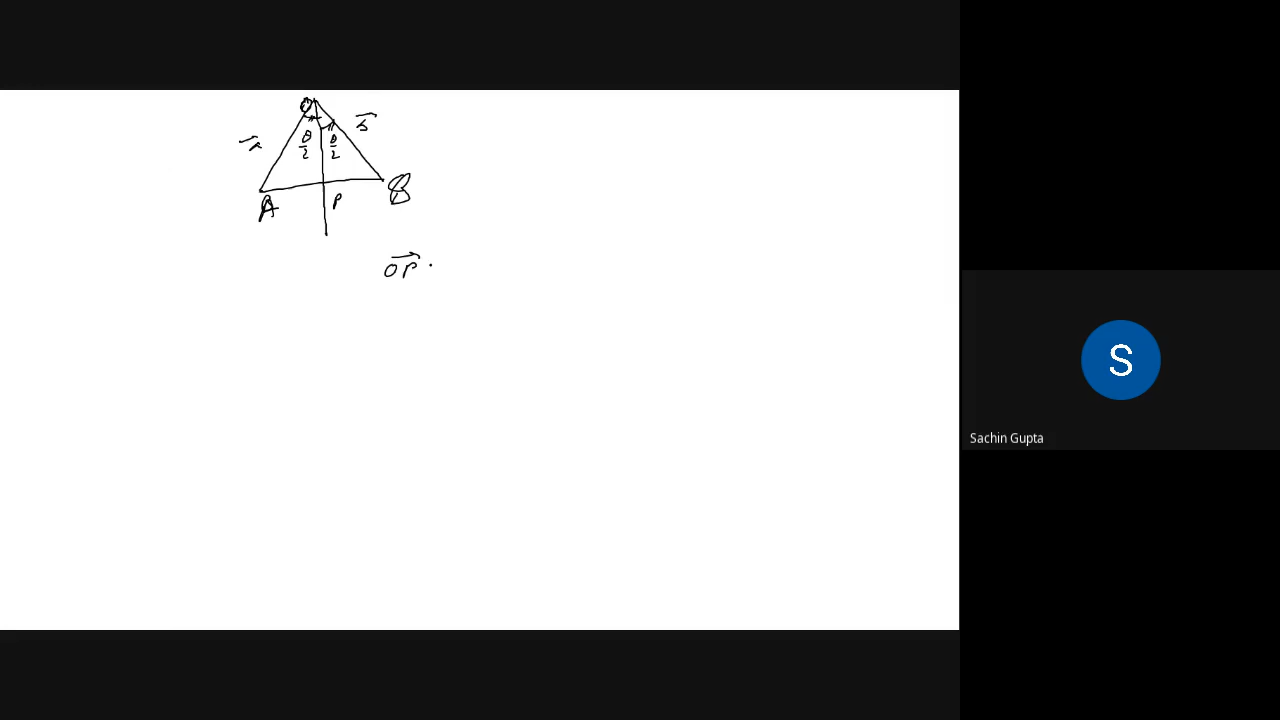 O
b
θ/2 θ/2
A P B
OP
S
Sachin Gupta